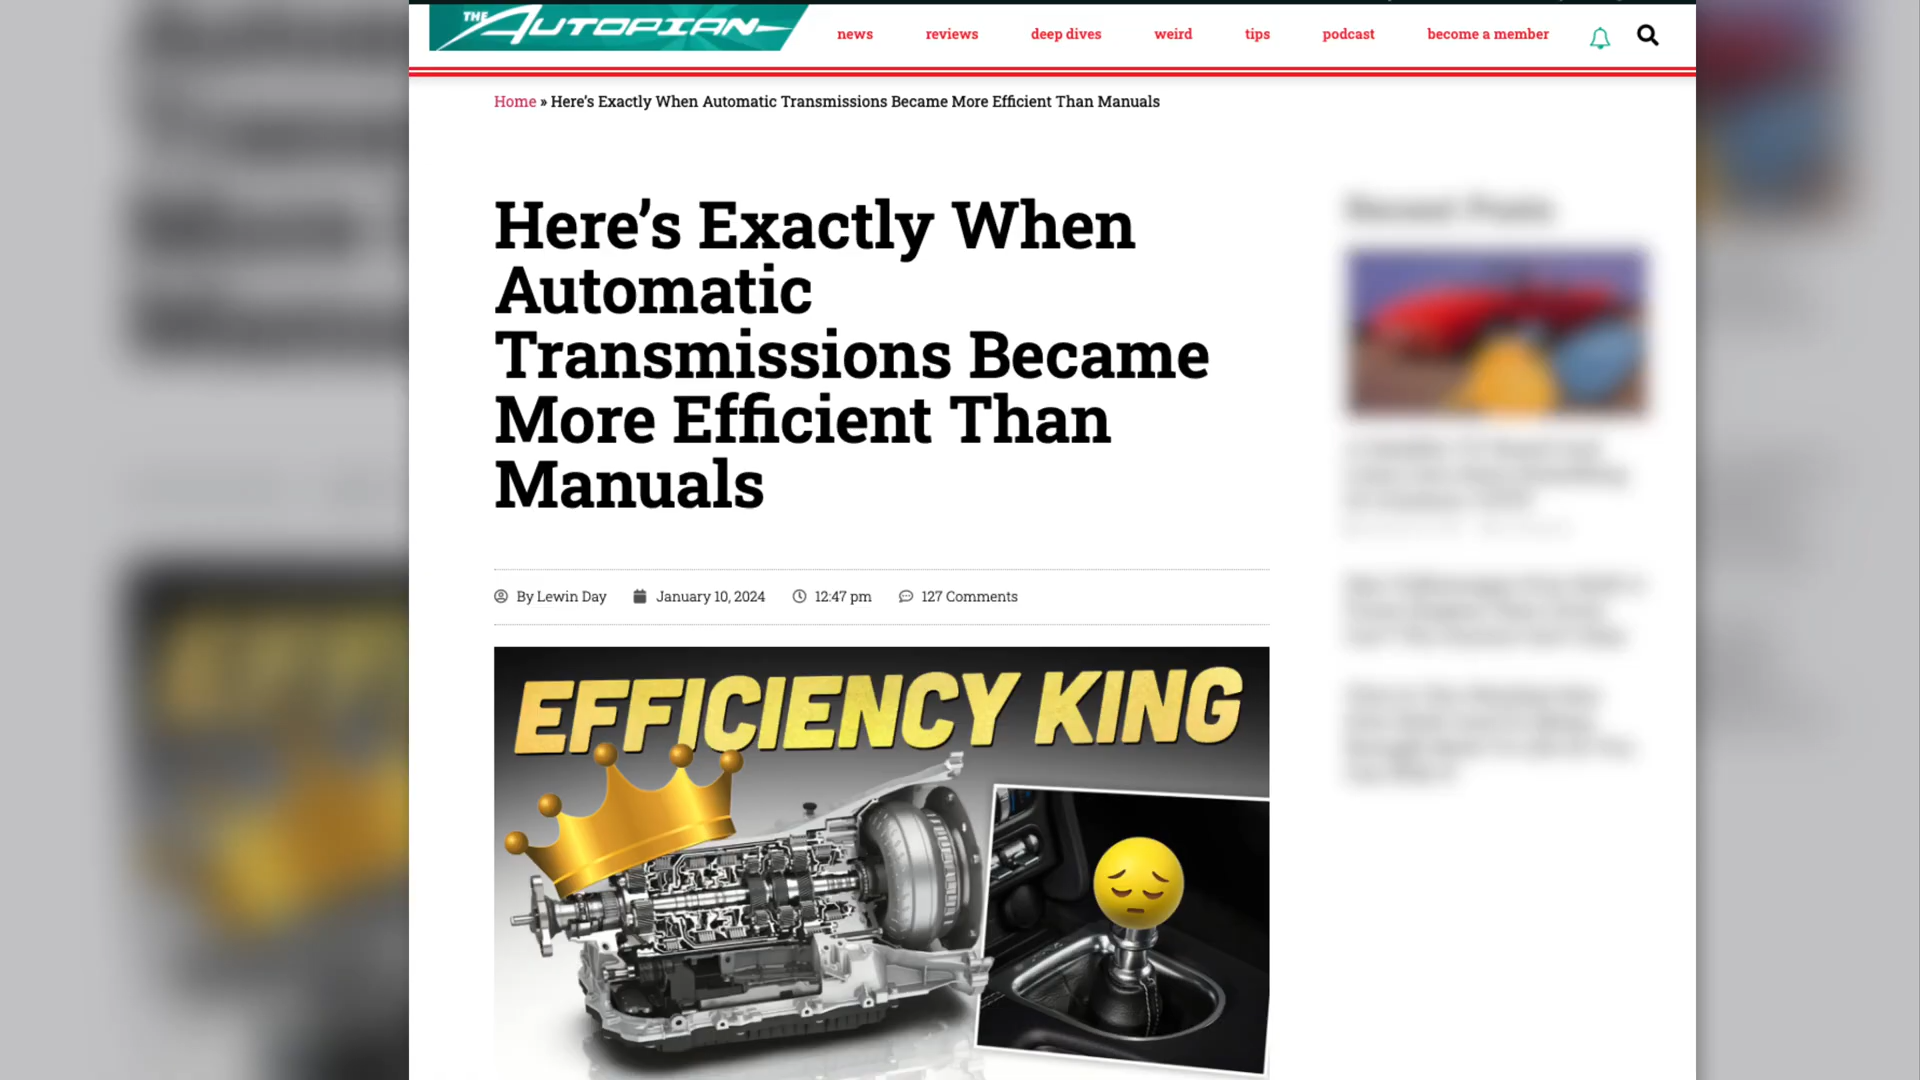 THE AUTOPIAN
news reviews deep dives weird tips podcast become a member
Home » Here's Exactly When Automatic Transmissions Became More Efficient Than Manuals
Here's Exactly When
Automatic
Transmissions Became
More Efficient Than
Manuals
By Lewin Day January 10, 2024 12:47 pm 127 Comments
EFFICIENCY KING